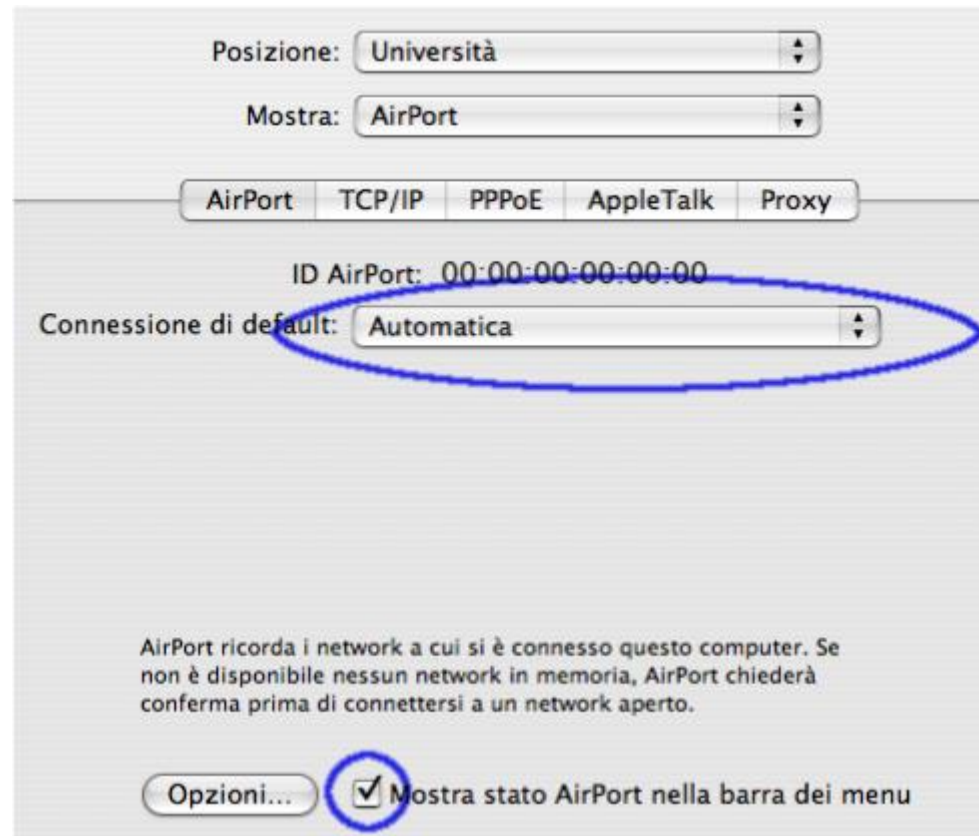 Posizione: Università
Mostra: AirPort
AirPort TCP/IP PPPoE AppleTalk Proxy
ID AirPort: 00:00:00:00:00:00
Connessione di default: Automatica
AirPort ricorda i network a cui si è connesso questo computer. Se
non è disponibile nessun network in memoria, AirPort chiederà
conferma prima di connettersi a un network aperto.
Opzioni... Mostra stato AirPort nella barra dei menu